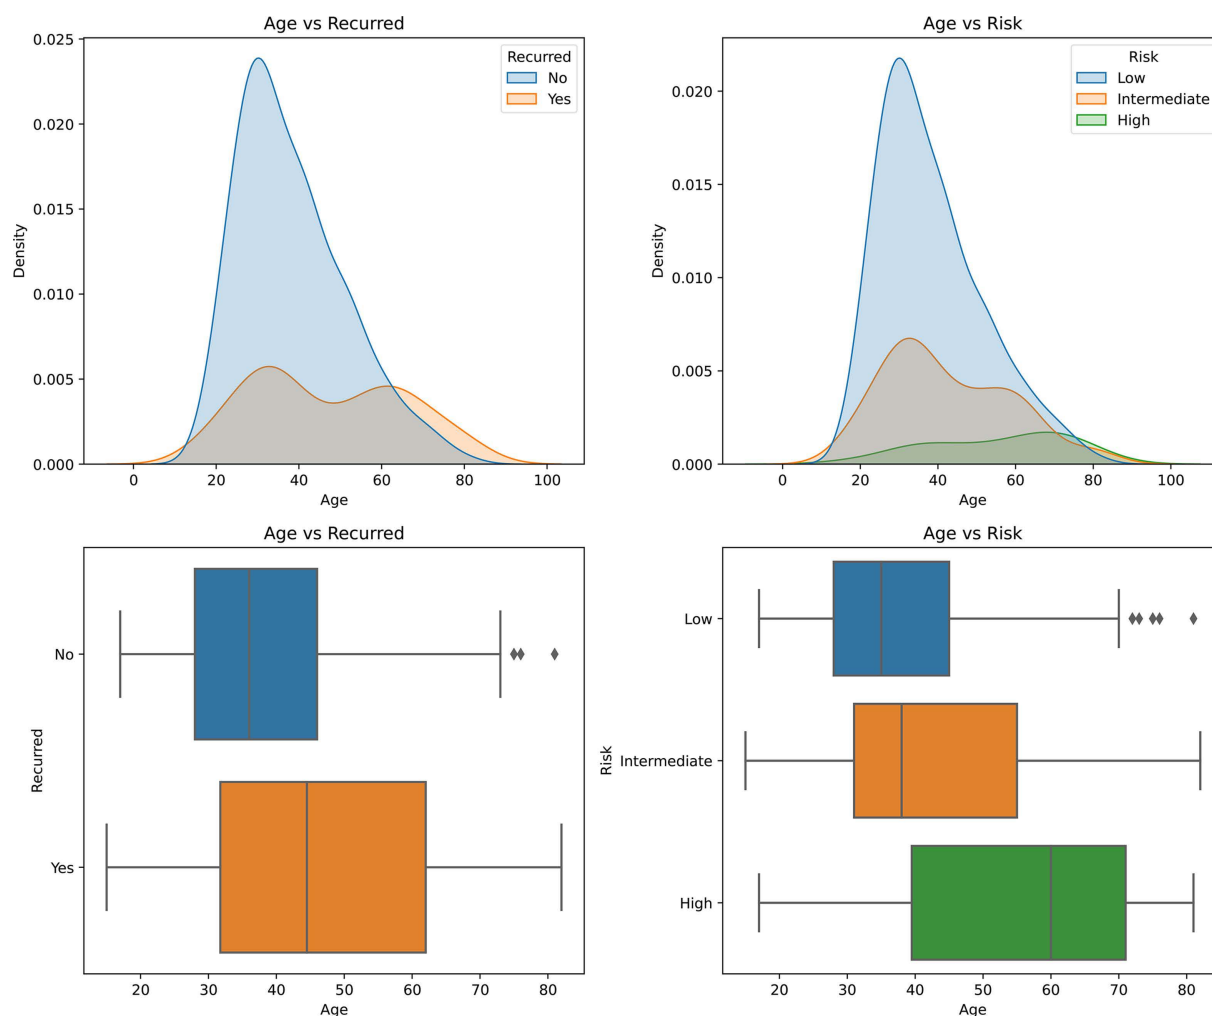 Age vs Recurred
0.025
0.020
0.015
0.010
0.005
0.000
Density
0
20
40
60
80
100
Age
Recurred
No
Yes
Age vs Risk
0.020
0.015
0.010
0.005
0.000
Density
0
20
40
60
80
100
Age
Risk
Low
Intermediate
High
Age vs Recurred
No
Yes
Recurred
20
30
40
50
60
70
80
Age
Age vs Risk
Low
Intermediate
High
Risk
20
30
40
50
60
70
80
Age